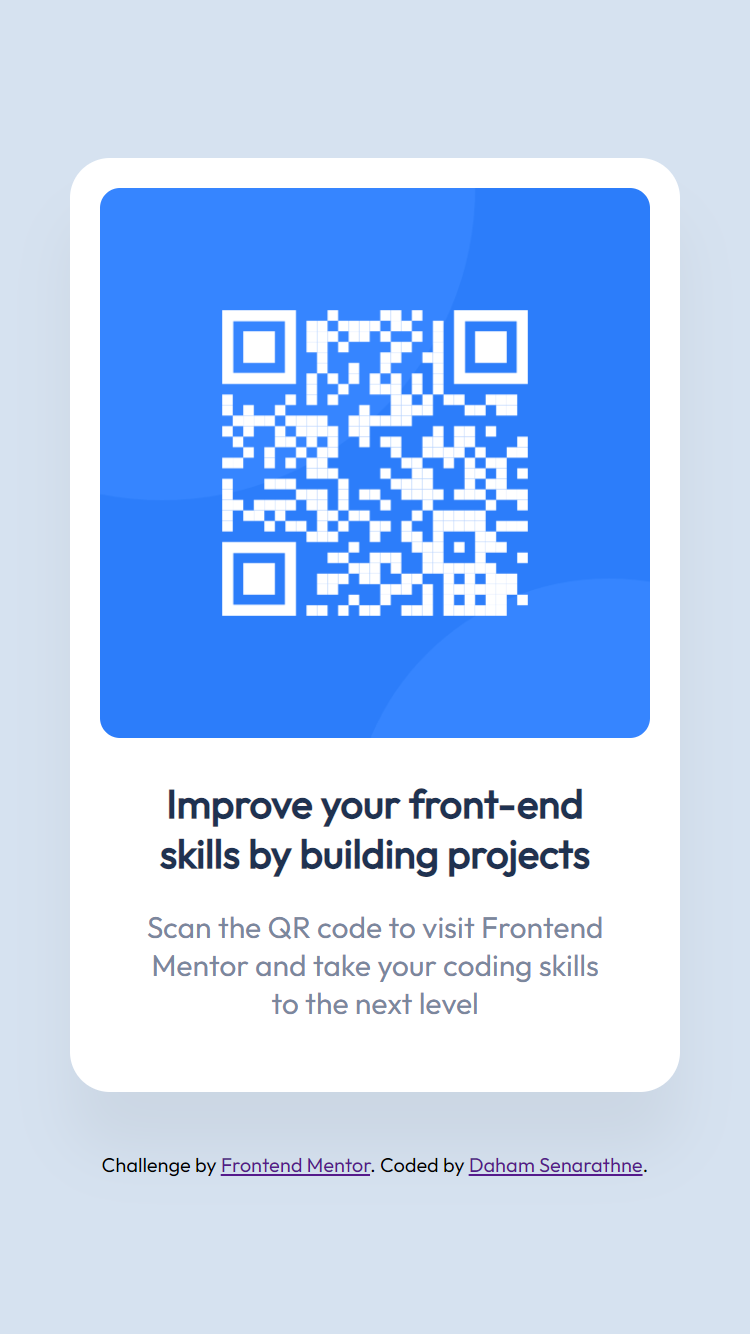 Improve your front-end
skills by building projects
Scan the QR code to visit Frontend
Mentor and take your coding skills
to the next level
Challenge by Frontend Mentor. Coded by Daham Senarathne.